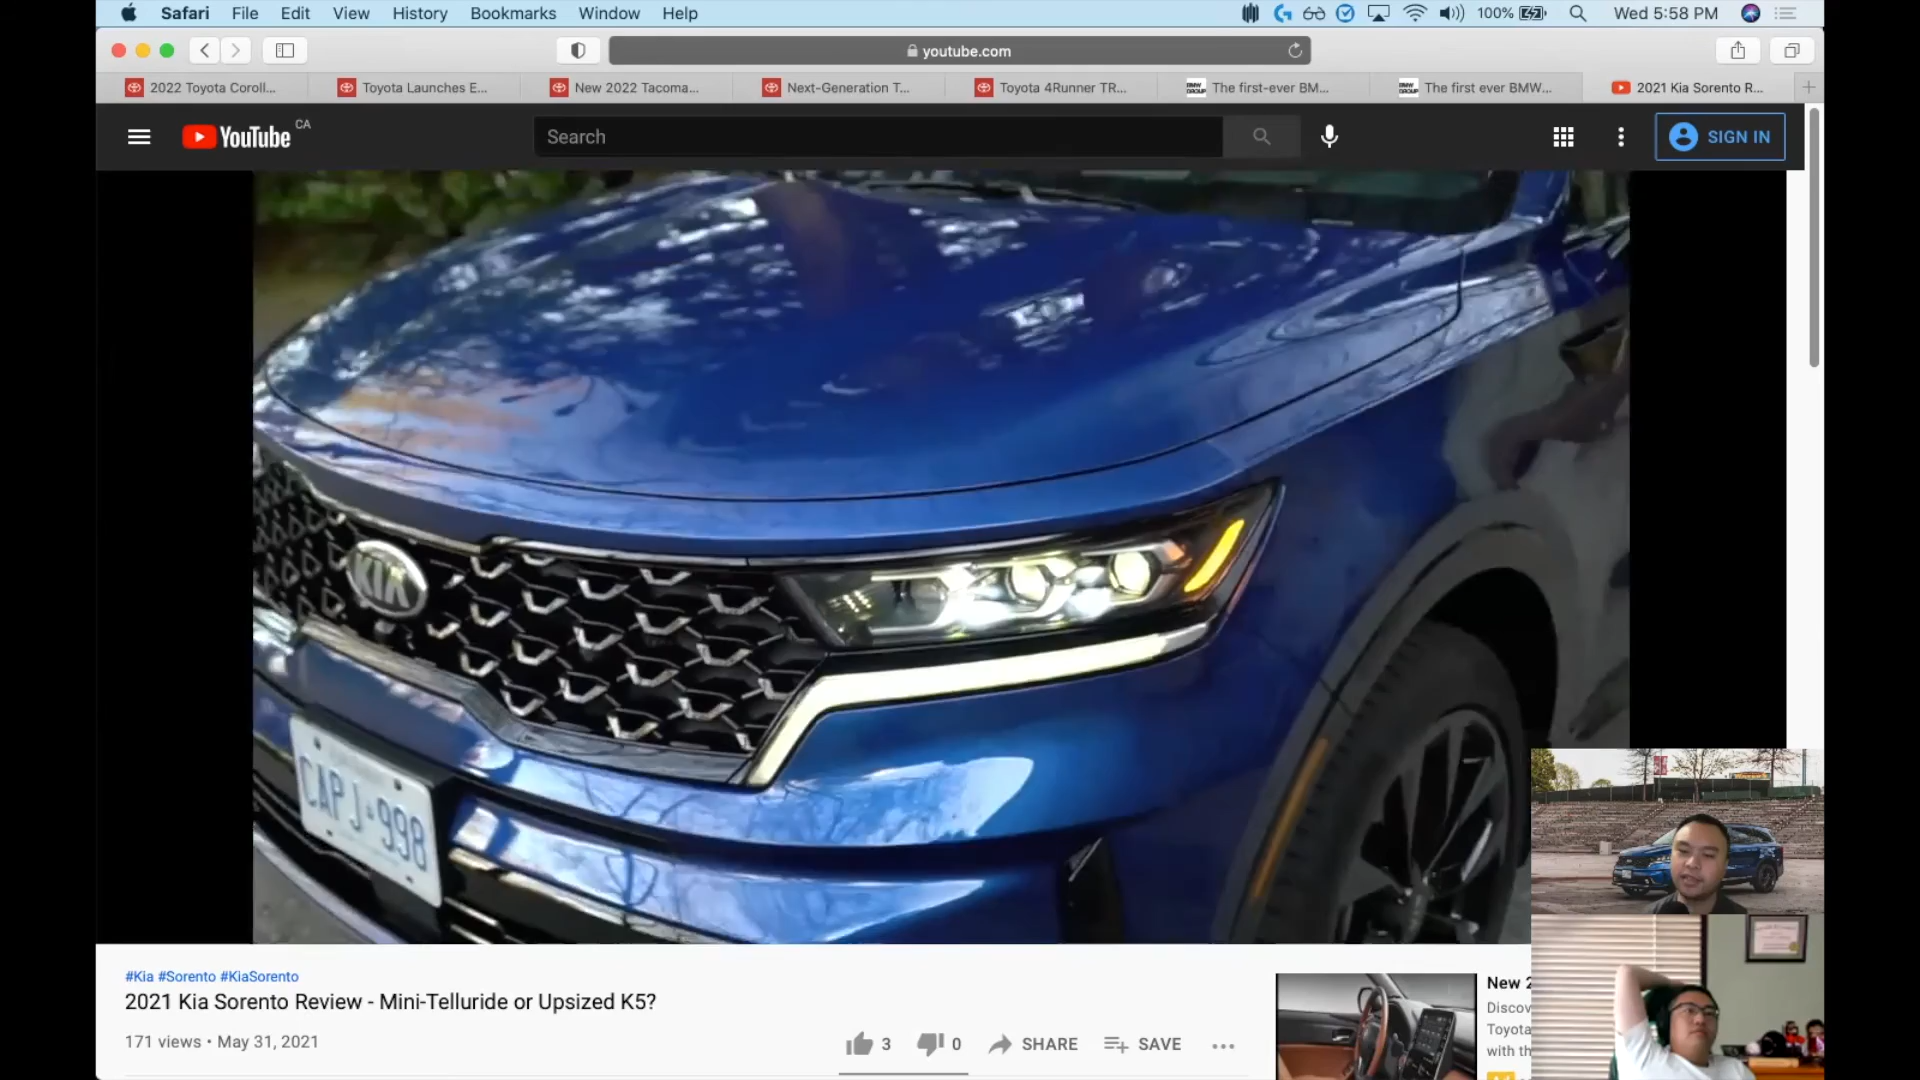 Safari File Edit View History Bookmarks Window Help 100% Wed 5:58 PM
youtube.com
2022 Toyota Coroll... Toyota Launches E... New 2022 Tacoma... Next-Generation T... Toyota 4Runner TR... The first-ever BM... The first ever BMW... 2021 Kia Sorento R...
YouTube CA Search SIGN IN
KIA
CAPJ 998
#Kia #Sorento #KiaSorento
2021 Kia Sorento Review - Mini-Telluride or Upsized K5?
171 views • May 31, 2021
3 0 SHARE SAVE
New 2
Discov
Toyota
with th